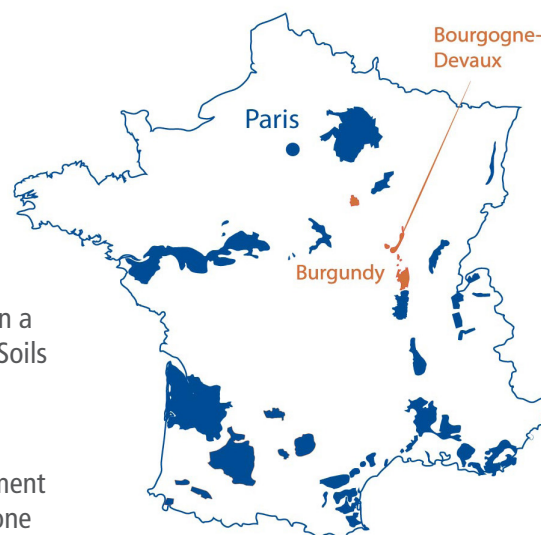 Bourgogne-
Devaux
Paris
Burgundy
n a
Soils
ment
one